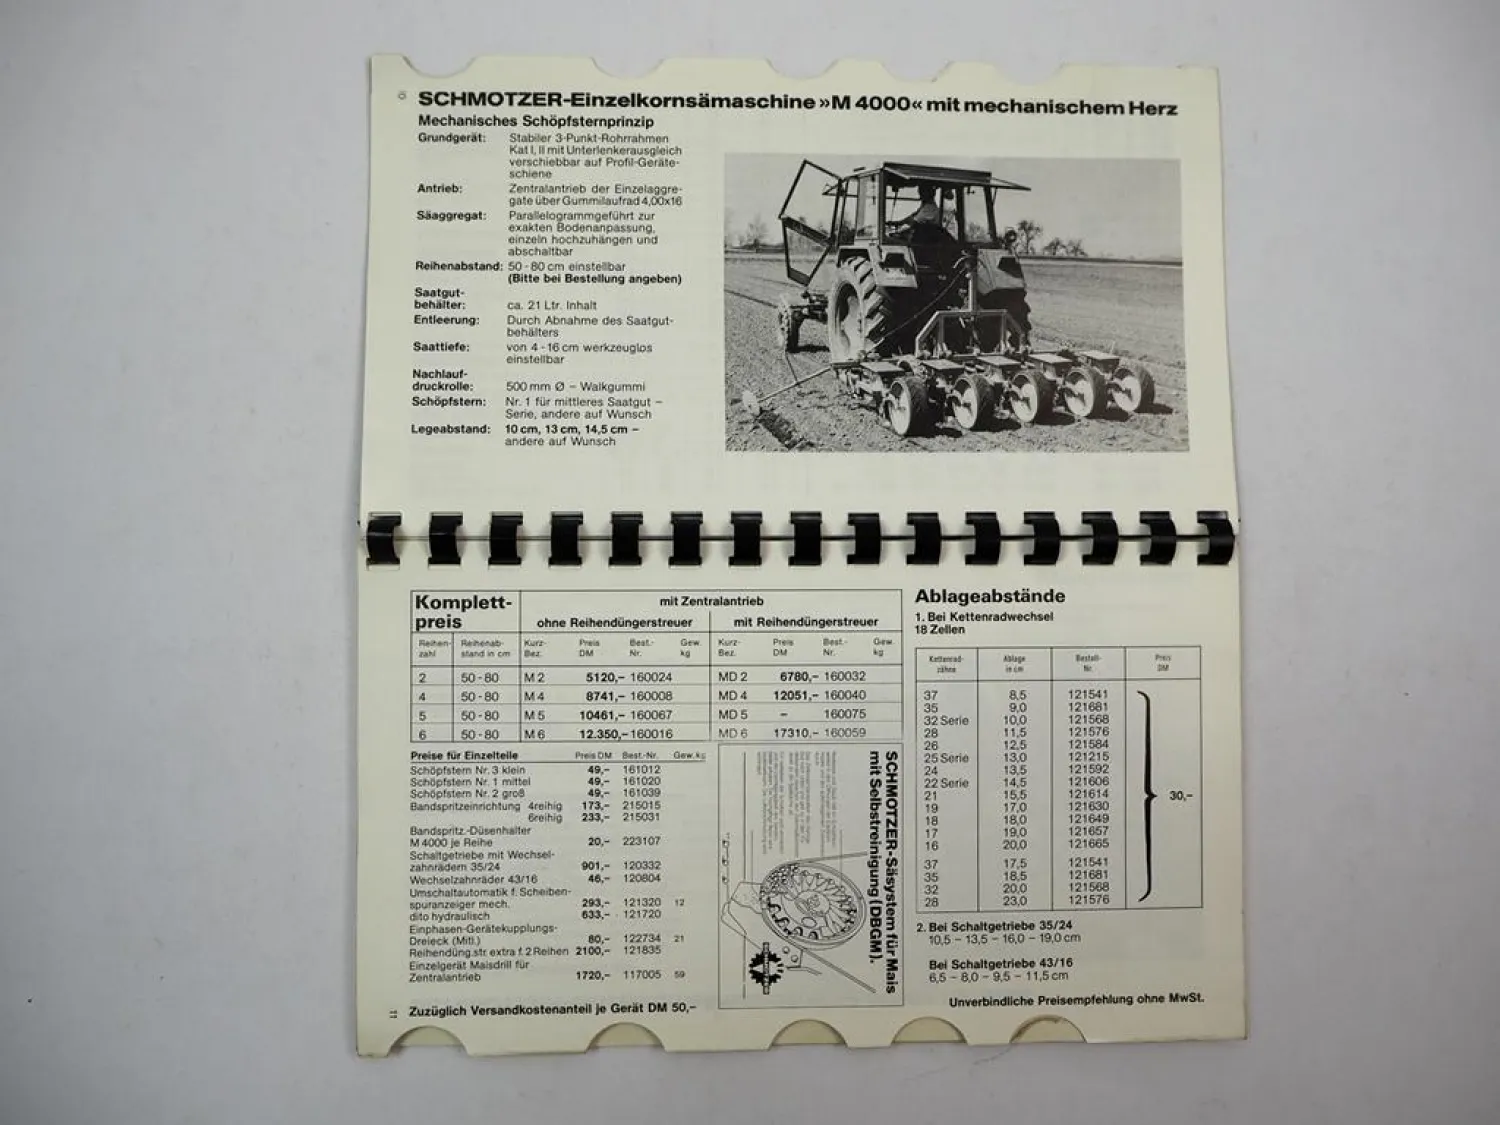 SCHMOTZER-Einzelkornsämaschine »M 4000« mit mechanischem Herz
Mechanisches Schöpfsternprinzip
Grundgerät: Stabiler 3-Punkt-Rohrrahmen
Kat I, II mit Unterlenkerausgleich
verschiebbar auf Profil-Geräte-
schiene
Antrieb: Zentralantrieb der Einzelaggre-
gate über Gummilaufrad 4,00x16
Säaggregat: Parallelogrammgeführt zur
exakten Bodenanpassung,
einzeln hochzuhängen und
abschaltbar
Reihenabstand: 50-80 cm einstellbar
(Bitte bei Bestellung angeben)
Saatgut-
behälter: ca. 21 Ltr. Inhalt
Entleerung: Durch Abnahme des Saatgut-
behälters
Saattiefe: von 4-16 cm werkzeuglos
einstellbar
Nachlauf-
druckrolle: 500 mm Ø – Walkgummi
Schöpfstern: Nr. 1 für mittleres Saatgut –
Serie, andere auf Wunsch
Legeabstand: 10 cm, 13 cm, 14,5 cm –
andere auf Wunsch
Komplett-
preis
mit Zentralantrieb
ohne Reihendüngerstreuer mit Reihendüngerstreuer
Reihen- Reihenab- Kurz- Preis Best.- Gew. Kurz- Preis Best.- Gew.
zahl stand in cm Bez. DM Nr. kg Bez. DM Nr. kg
2 50-80 M 2 5120,– 160024 MD 2 6780,– 160032
4 50-80 M 4 8741,– 160008 MD 4 12051,– 160040
5 50-80 M 5 10461,– 160067 MD 5 – 160075
6 50-80 M 6 12.350,– 160016 MD 6 17310,– 160059
Preise für Einzelteile Preis DM Best.-Nr. Gew. kg
Schöpfstern Nr. 3 klein 49,– 161012
Schöpfstern Nr. 1 mittel 49,– 161020
Schöpfstern Nr. 2 groß 49,– 161039
Bandspritzeinrichtung 4reihig 173,– 215015
6reihig 233,– 215031
Bandspritz.-Düsenhalter
M 4000 je Reihe 20,– 223107
Schaltgetriebe mit Wechsel-
zahnrädern 35/24 901,– 120332
Wechselzahnräder 43/16 46,– 120804
Umschaltautomatik f. Scheiben-
spuranzeiger mech. 293,– 121320 12
dito hydraulisch 633,– 121720
Einphasen-Gerätekupplungs-
Dreieck (Mitl.) 80,– 122734 21
Reihendüng.str. extra f. 2 Reihen 2100,– 121835
Einzelgerät Maisdrill für
Zentralantrieb 1720,– 117005 59
11 Zuzüglich Versandkostenanteil je Gerät DM 50,–
SCHMOTZER-Säsystem für Mais
mit Selbstreinigung (DBGM).
SCHMOTZER
Ablageabstände
1. Bei Kettenradwechsel
18 Zellen
Kettenrad- Ablage Bestell- Preis
zähne in cm Nr. DM
37 8,5 121541
35 9,0 121681
32 Serie 10,0 121568
28 11,5 121576
26 12,5 121584
25 Serie 13,0 121215
24 13,5 121592
22 Serie 14,5 121606
21 15,5 121614 30,–
19 17,0 121630
18 18,0 121649
17 19,0 121657
16 20,0 121665
37 17,5 121541
35 18,5 121681
32 20,0 121568
28 23,0 121576
2. Bei Schaltgetriebe 35/24
10,5 – 13,5 – 16,0 – 19,0 cm
Bei Schaltgetriebe 43/16
6,5 – 8,0 – 9,5 – 11,5 cm
Unverbindliche Preisempfehlung ohne MwSt.